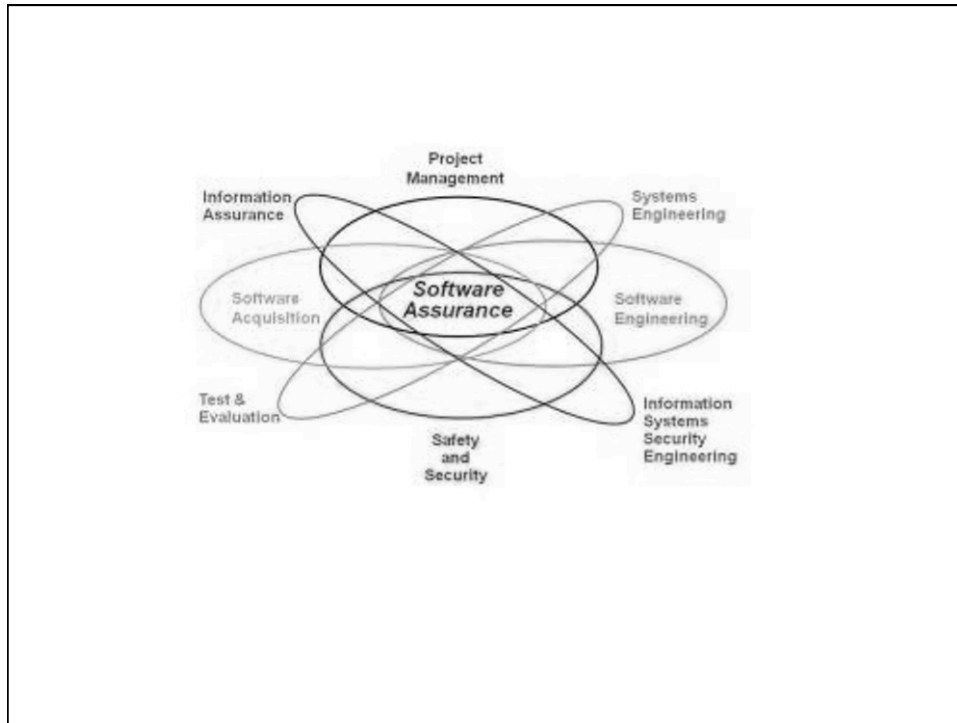 Project
Management
Information
Assurance
Systems
Engineering
Software
Assurance
Software
Acquisition
Software
Engineering
Test &
Evaluation
Information
Systems
Security
Engineering
Safety
and
Security